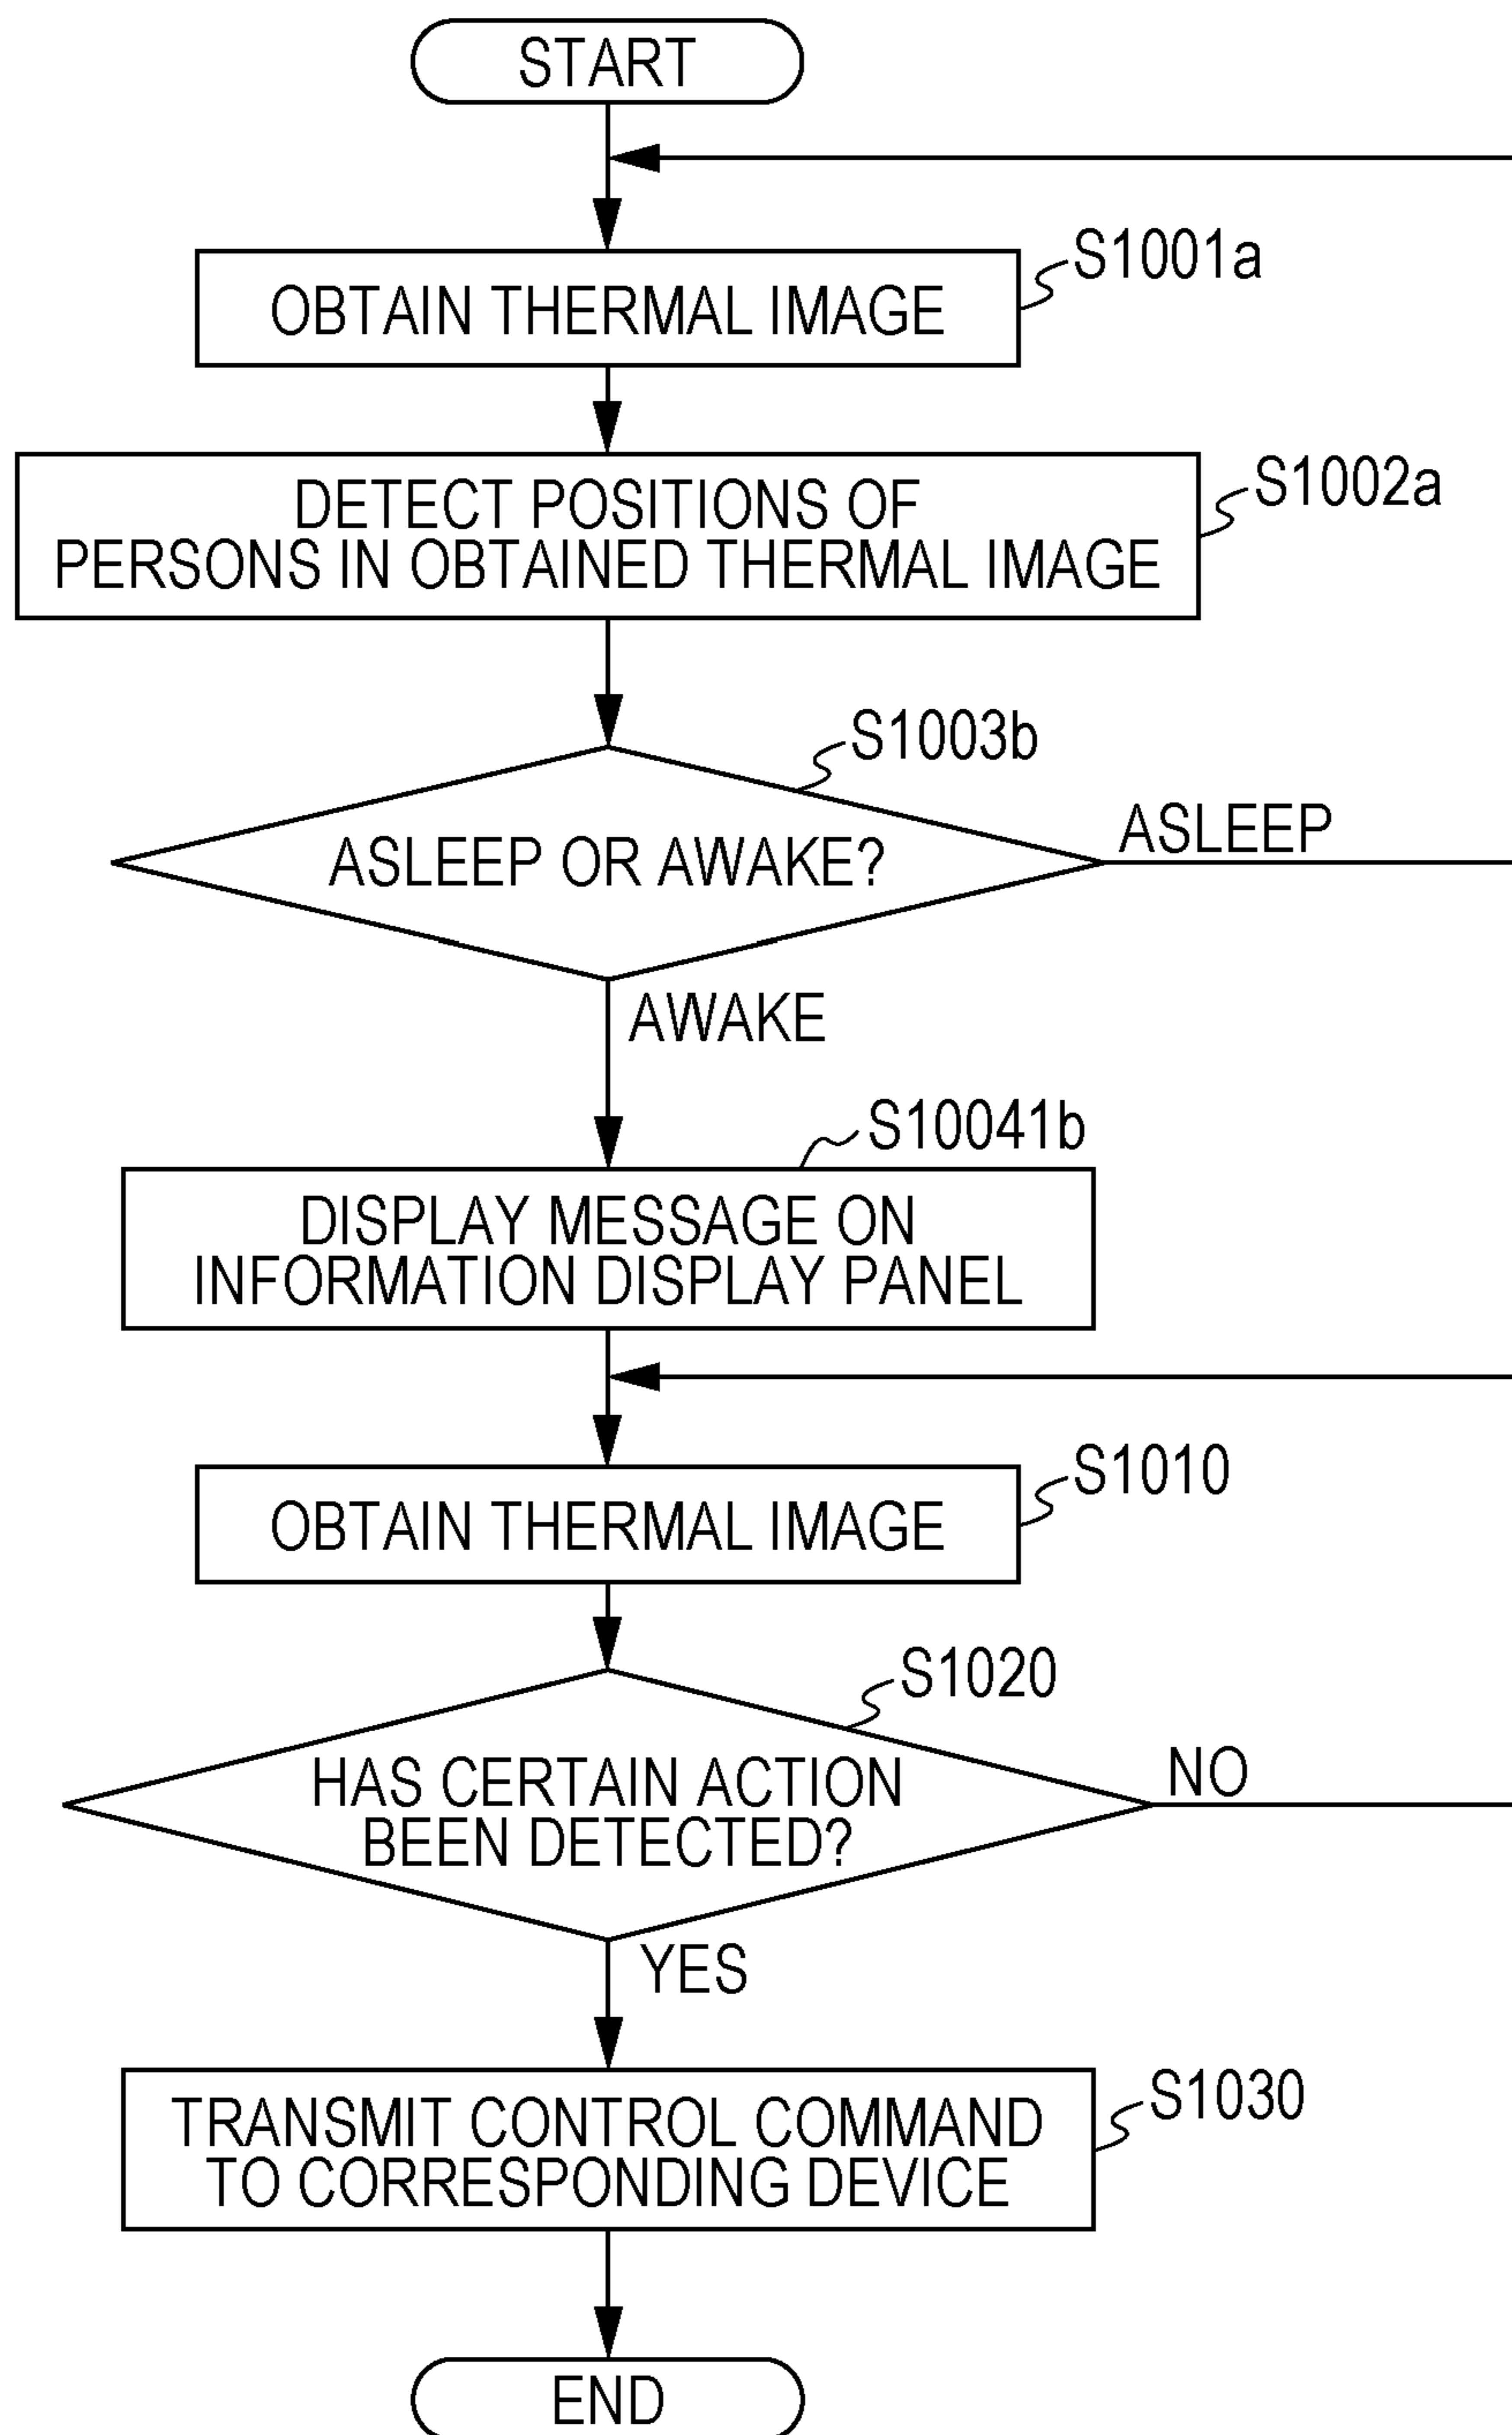 START
S1001a
OBTAIN THERMAL IMAGE
S1002a
DETECT POSITIONS OF
PERSONS IN OBTAINED THERMAL IMAGE
S1003b
ASLEEP OR AWAKE?
ASLEEP
AWAKE
S10041b
DISPLAY MESSAGE ON
INFORMATION DISPLAY PANEL
S1010
OBTAIN THERMAL IMAGE
S1020
HAS CERTAIN ACTION
BEEN DETECTED?
NO
YES
S1030
TRANSMIT CONTROL COMMAND
TO CORRESPONDING DEVICE
END